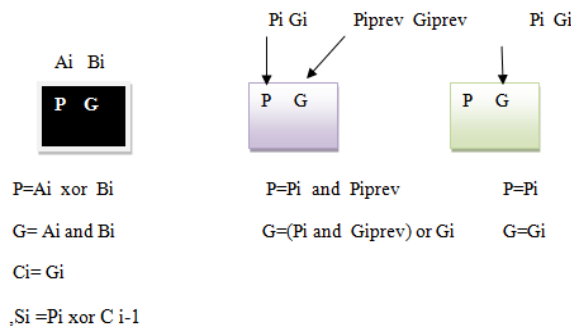 Pi Gi Piprev Giprev Pi Gi
Ai Bi
P G P G P G
P=Ai xor Bi P=Pi and Piprev P=Pi
G= Ai and Bi G=(Pi and Giprev) or Gi G=Gi
Ci= Gi
,Si =Pi xor C i-1